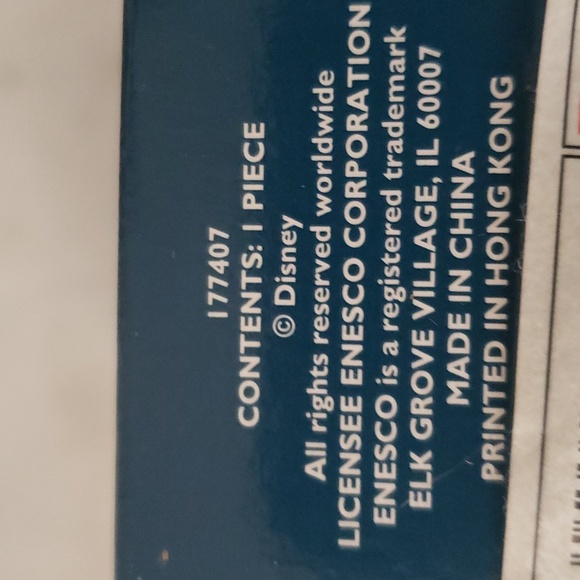 177407
CONTENTS: 1 PIECE
© Disney
All rights reserved worldwide
LICENSEE ENESCO CORPORATION
ENESCO is a registered trademark
ELK GROVE VILLAGE, IL 60007
MADE IN CHINA
PRINTED IN HONG KONG